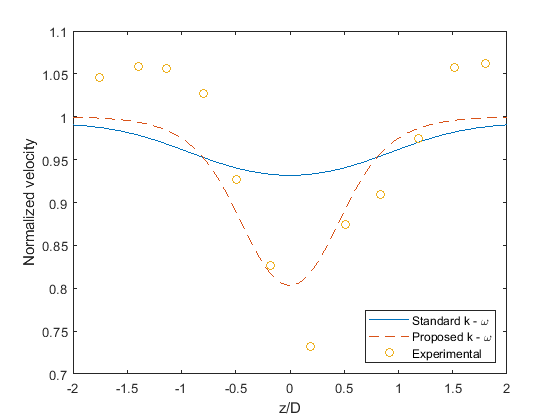 1.1
1.05
1
0.95
0.9
0.85
0.8
0.75
0.7
Normalized velocity
-2 -1.5 -1 -0.5 0 0.5 1 1.5 2
z/D
Standard k - ω
Proposed k - ω
Experimental